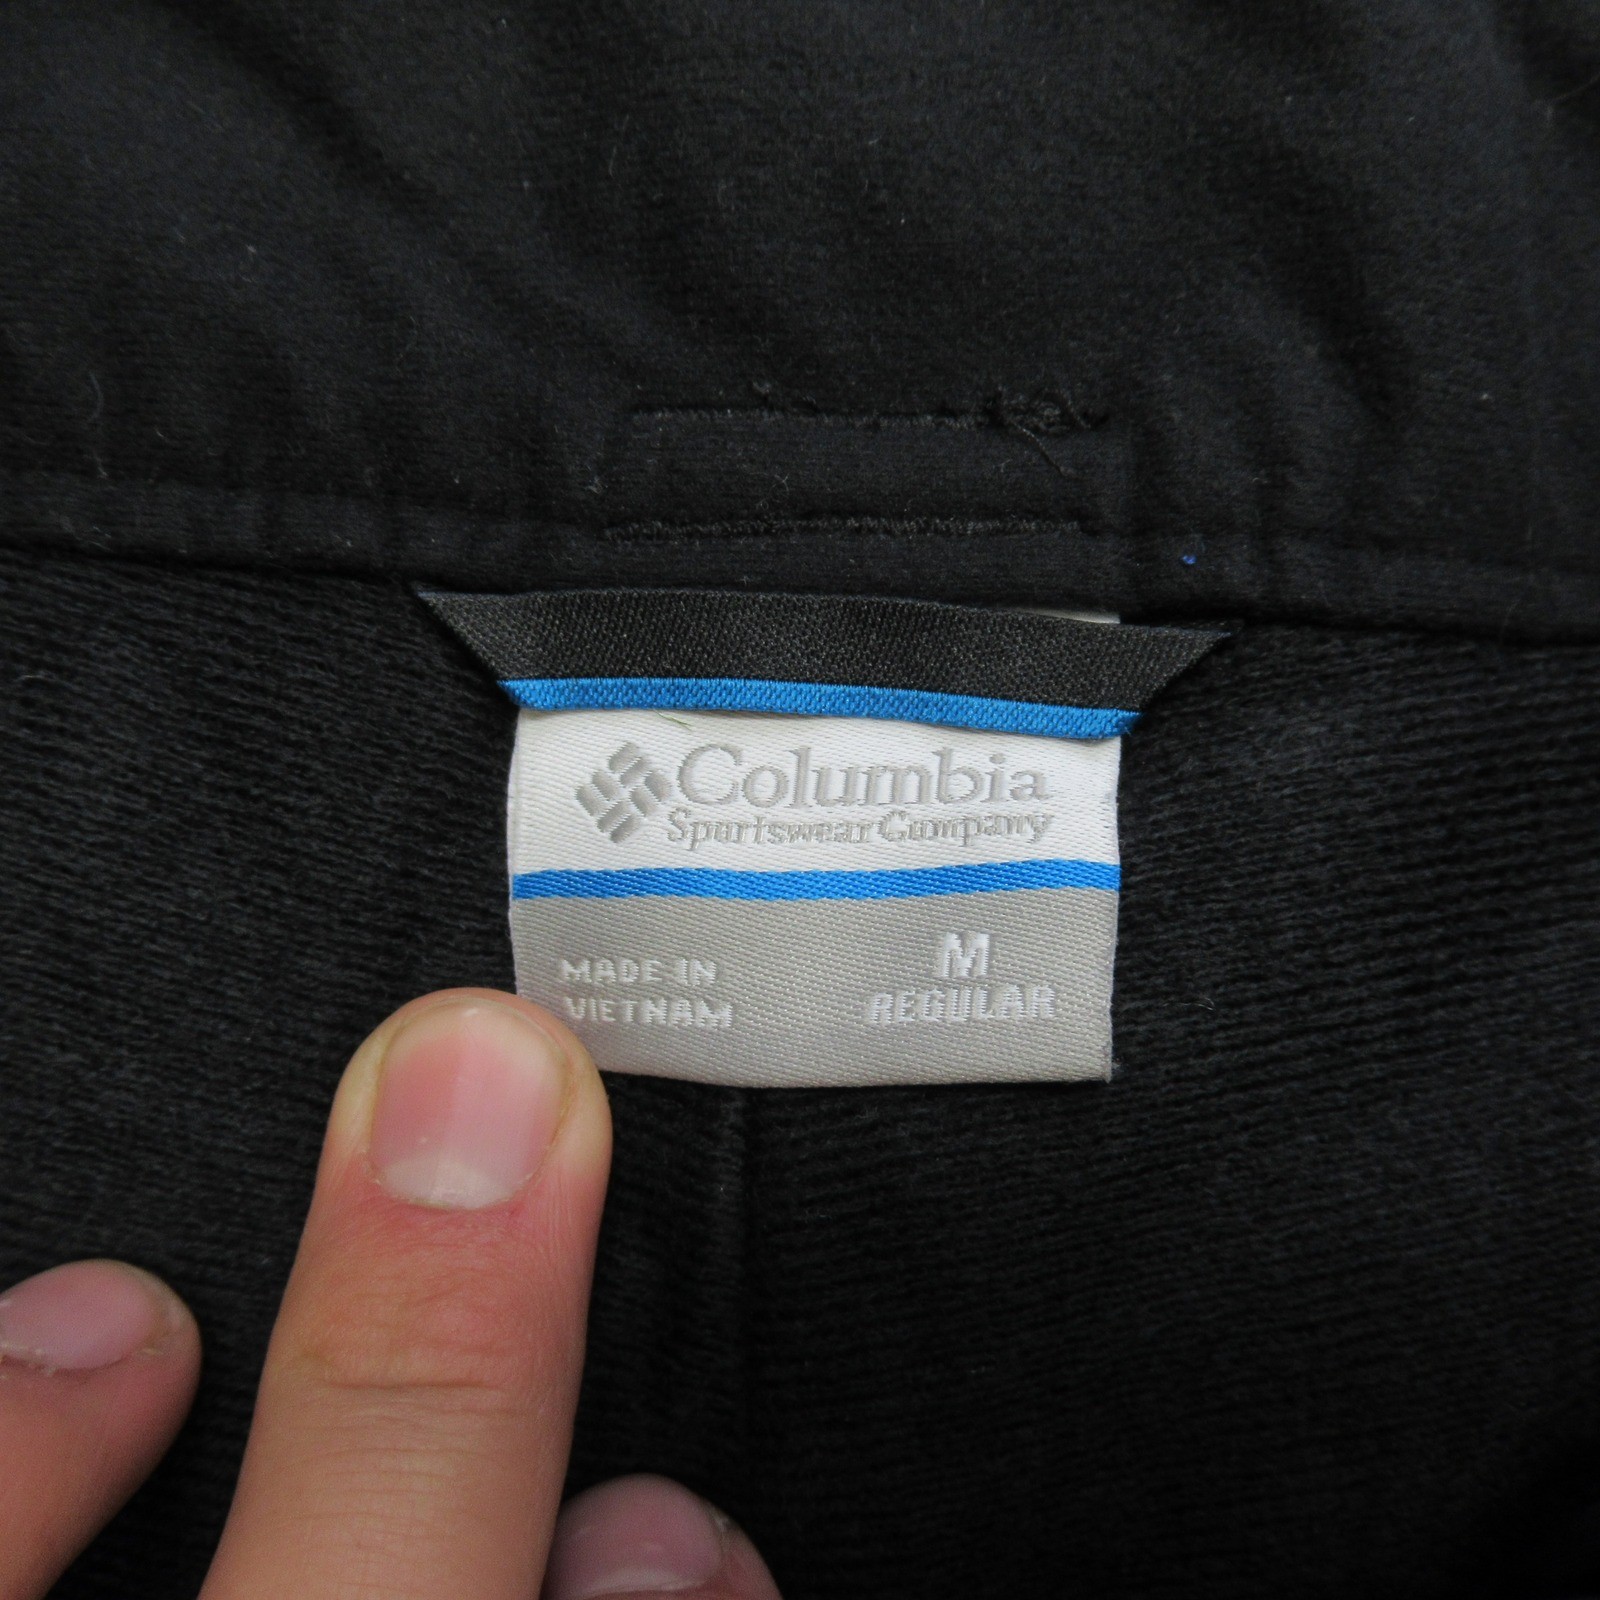 Columbia
Sportswear Company
MADE IN
VIETNAM
M
REGULAR